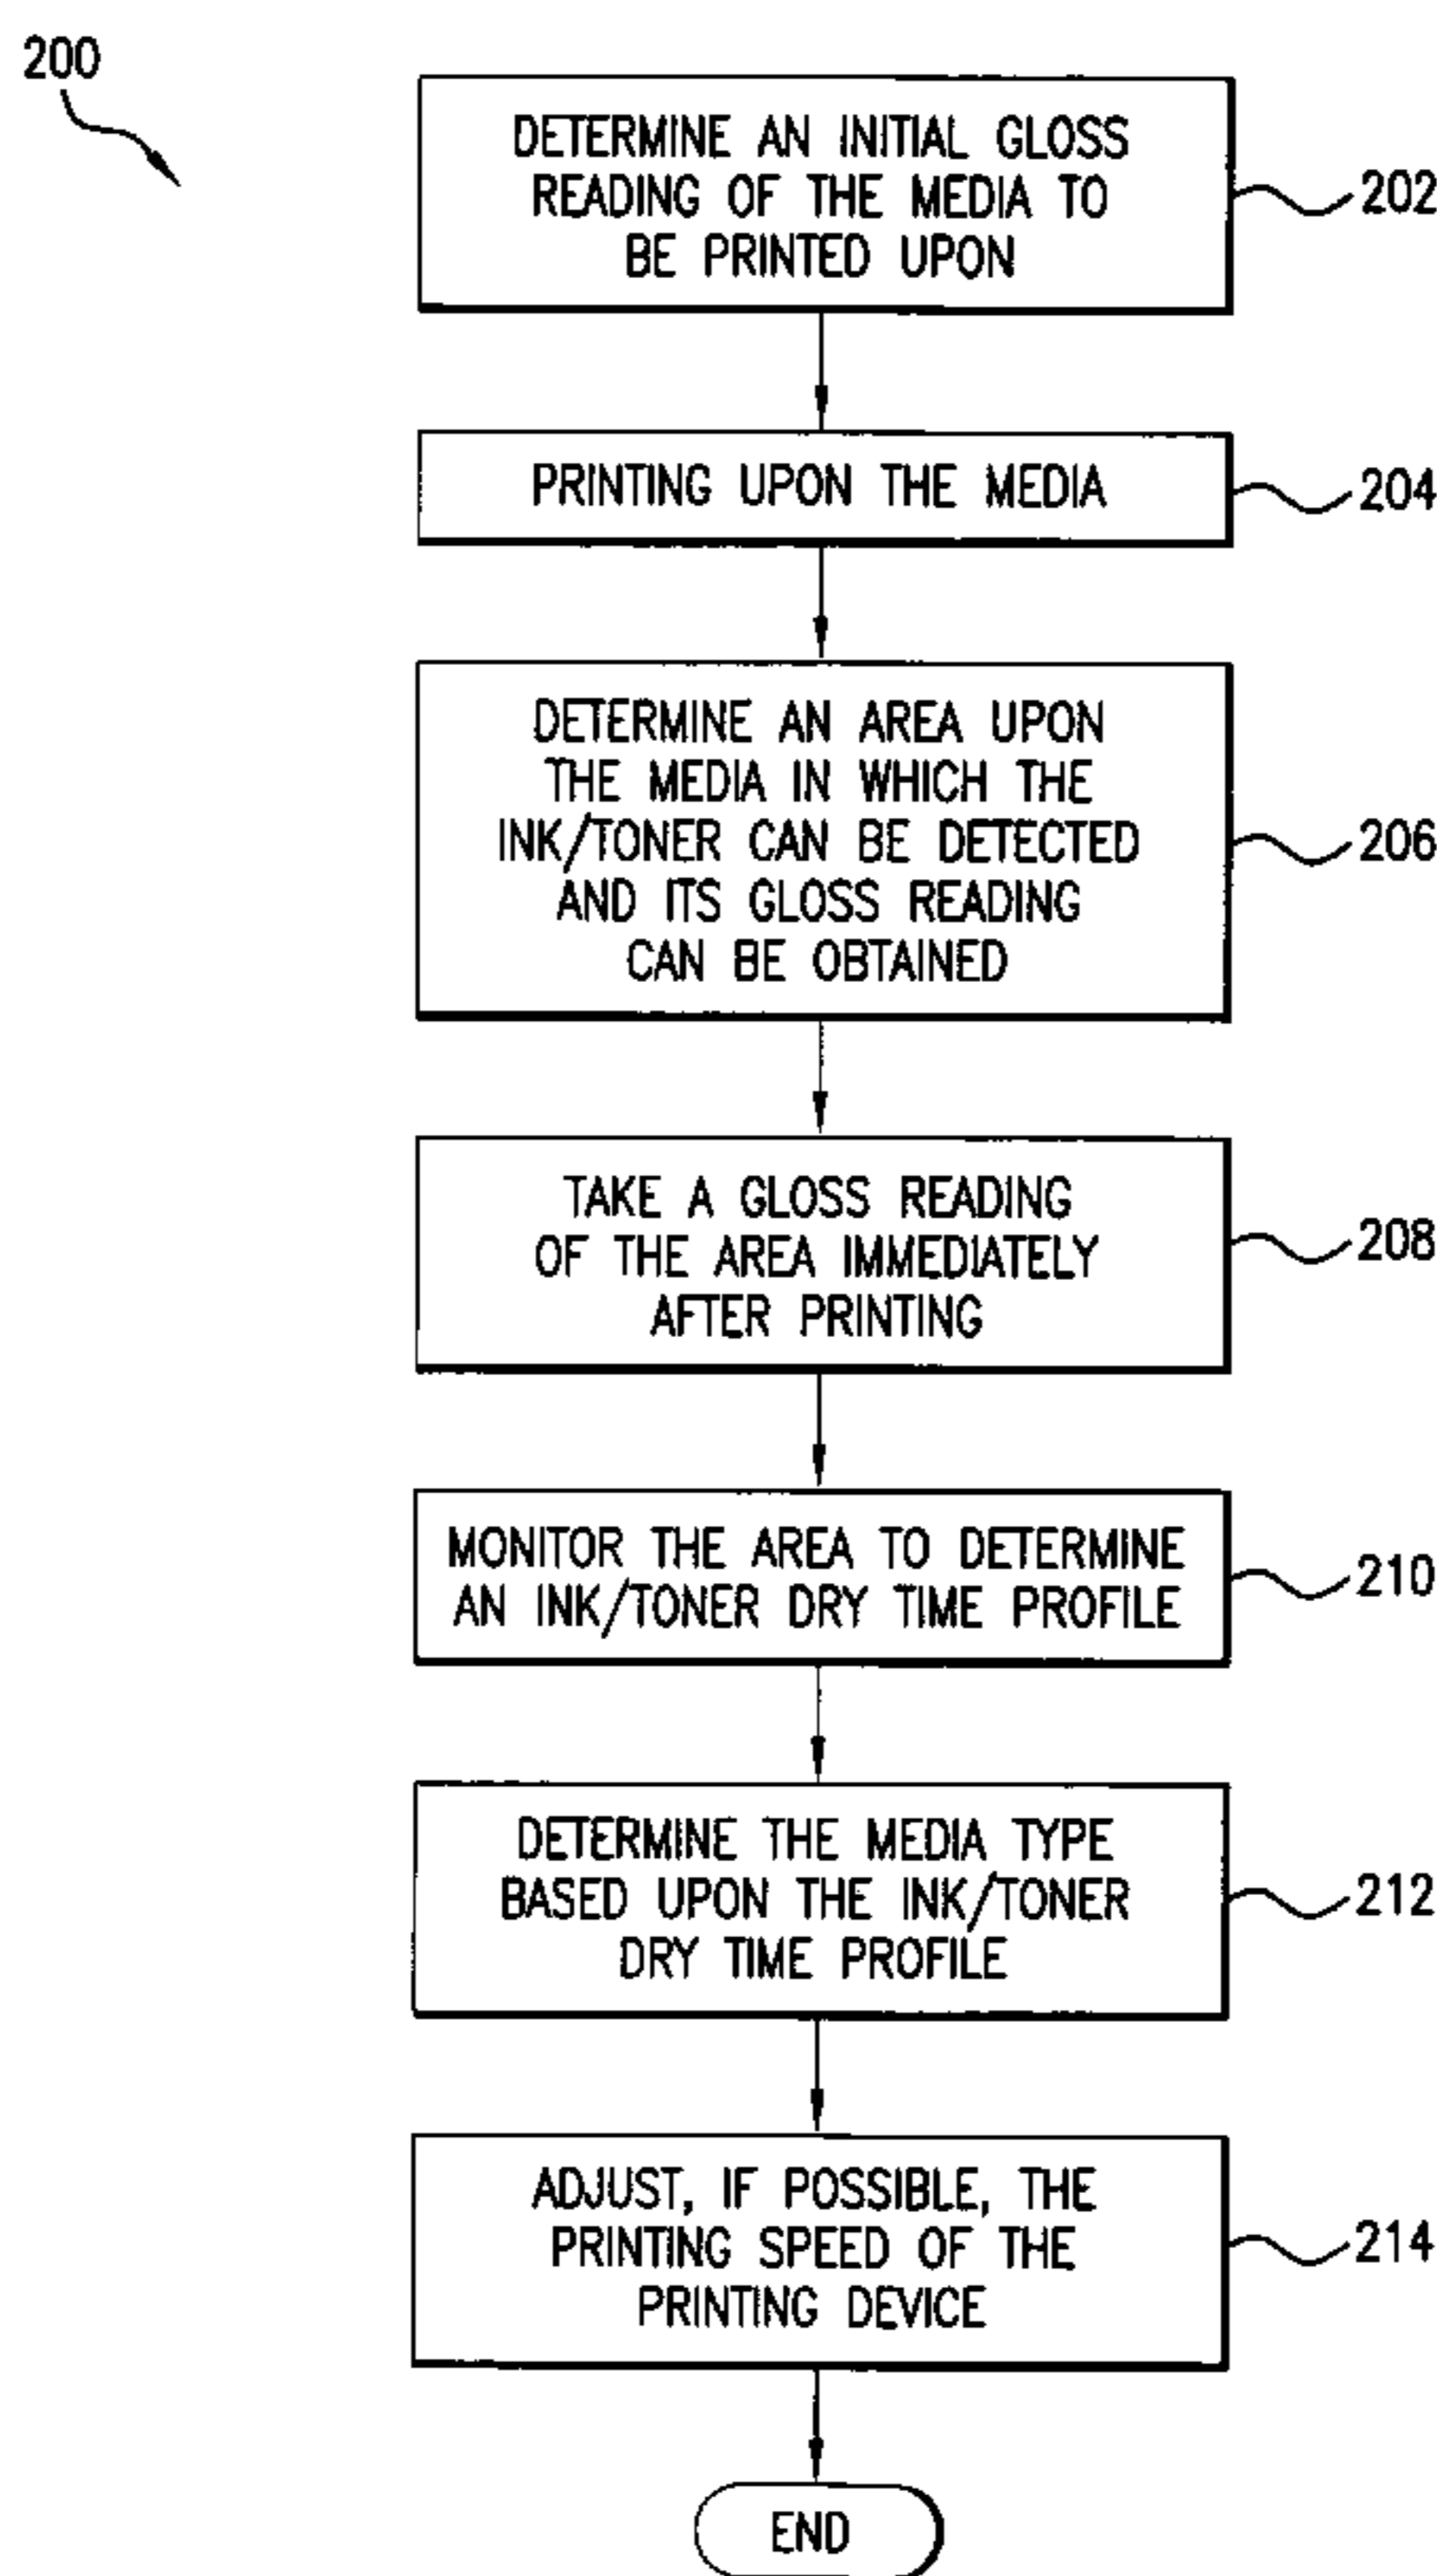 200
DETERMINE AN INITIAL GLOSS
READING OF THE MEDIA TO
BE PRINTED UPON
202
PRINTING UPON THE MEDIA
204
DETERMINE AN AREA UPON
THE MEDIA IN WHICH THE
INK/TONER CAN BE DETECTED
AND ITS GLOSS READING
CAN BE OBTAINED
206
TAKE A GLOSS READING
OF THE AREA IMMEDIATELY
AFTER PRINTING
208
MONITOR THE AREA TO DETERMINE
AN INK/TONER DRY TIME PROFILE
210
DETERMINE THE MEDIA TYPE
BASED UPON THE INK/TONER
DRY TIME PROFILE
212
ADJUST, IF POSSIBLE, THE
PRINTING SPEED OF THE
PRINTING DEVICE
214
END